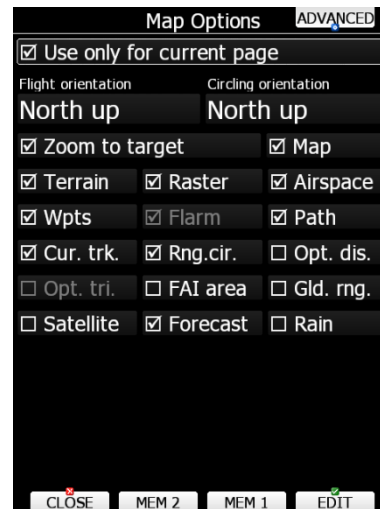 Map Options ADVANCED
Use only for current page
Flight orientation Circling orientation
North up North up
Zoom to target Map
Terrain Raster Airspace
Wpts Flarm Path
Cur. trk. Rng.cir. Opt. dis.
Opt. tri. FAI area Gld. rng.
Satellite Forecast Rain
CLOSE MEM 2 MEM 1 EDIT